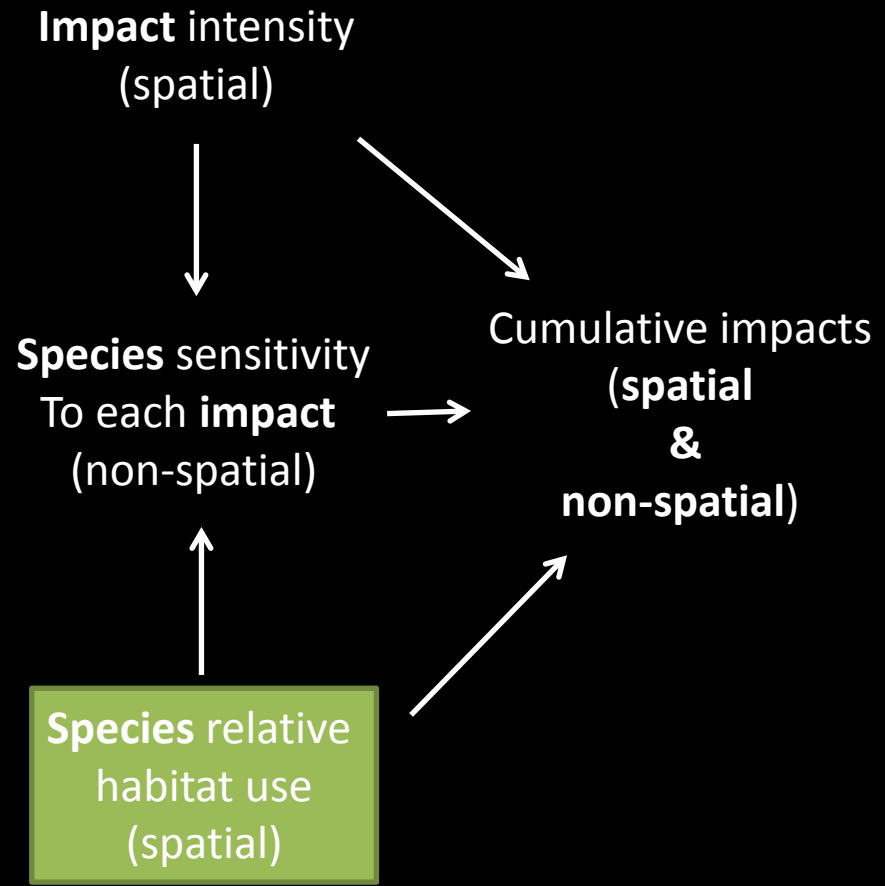 Impact intensity
(spatial)
Species sensitivity
To each impact
(non-spatial)
Cumulative impacts
(spatial
&
non-spatial)
Species relative
habitat use
(spatial)